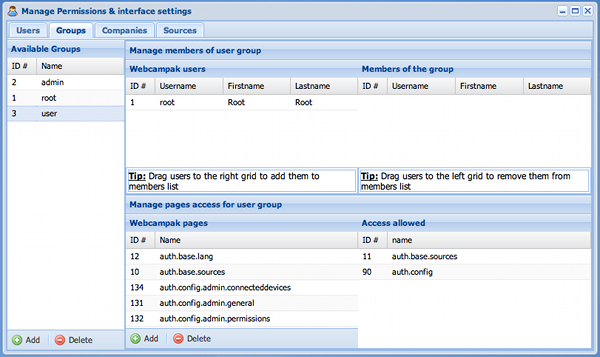 Manage Permissions & interface settings
Users Groups Companies Sources
Available Groups
ID # Name
2 admin
1 root
3 user
Add Delete
Manage members of user group
Webcampak users
ID # Username Firstname Lastname
1 root Root Root
Tip: Drag users to the right grid to add them to
members list
Members of the group
ID # Username Firstname Lastname
Tip: Drag users to the left grid to remove them from
members list
Manage pages access for user group
Webcampak pages
ID # Name
12 auth.base.lang
10 auth.base.sources
134 auth.config.admin.connecteddevices
131 auth.config.admin.general
132 auth.config.admin.permissions
Add Delete
Access allowed
ID # name
11 auth.base.sources
90 auth.config